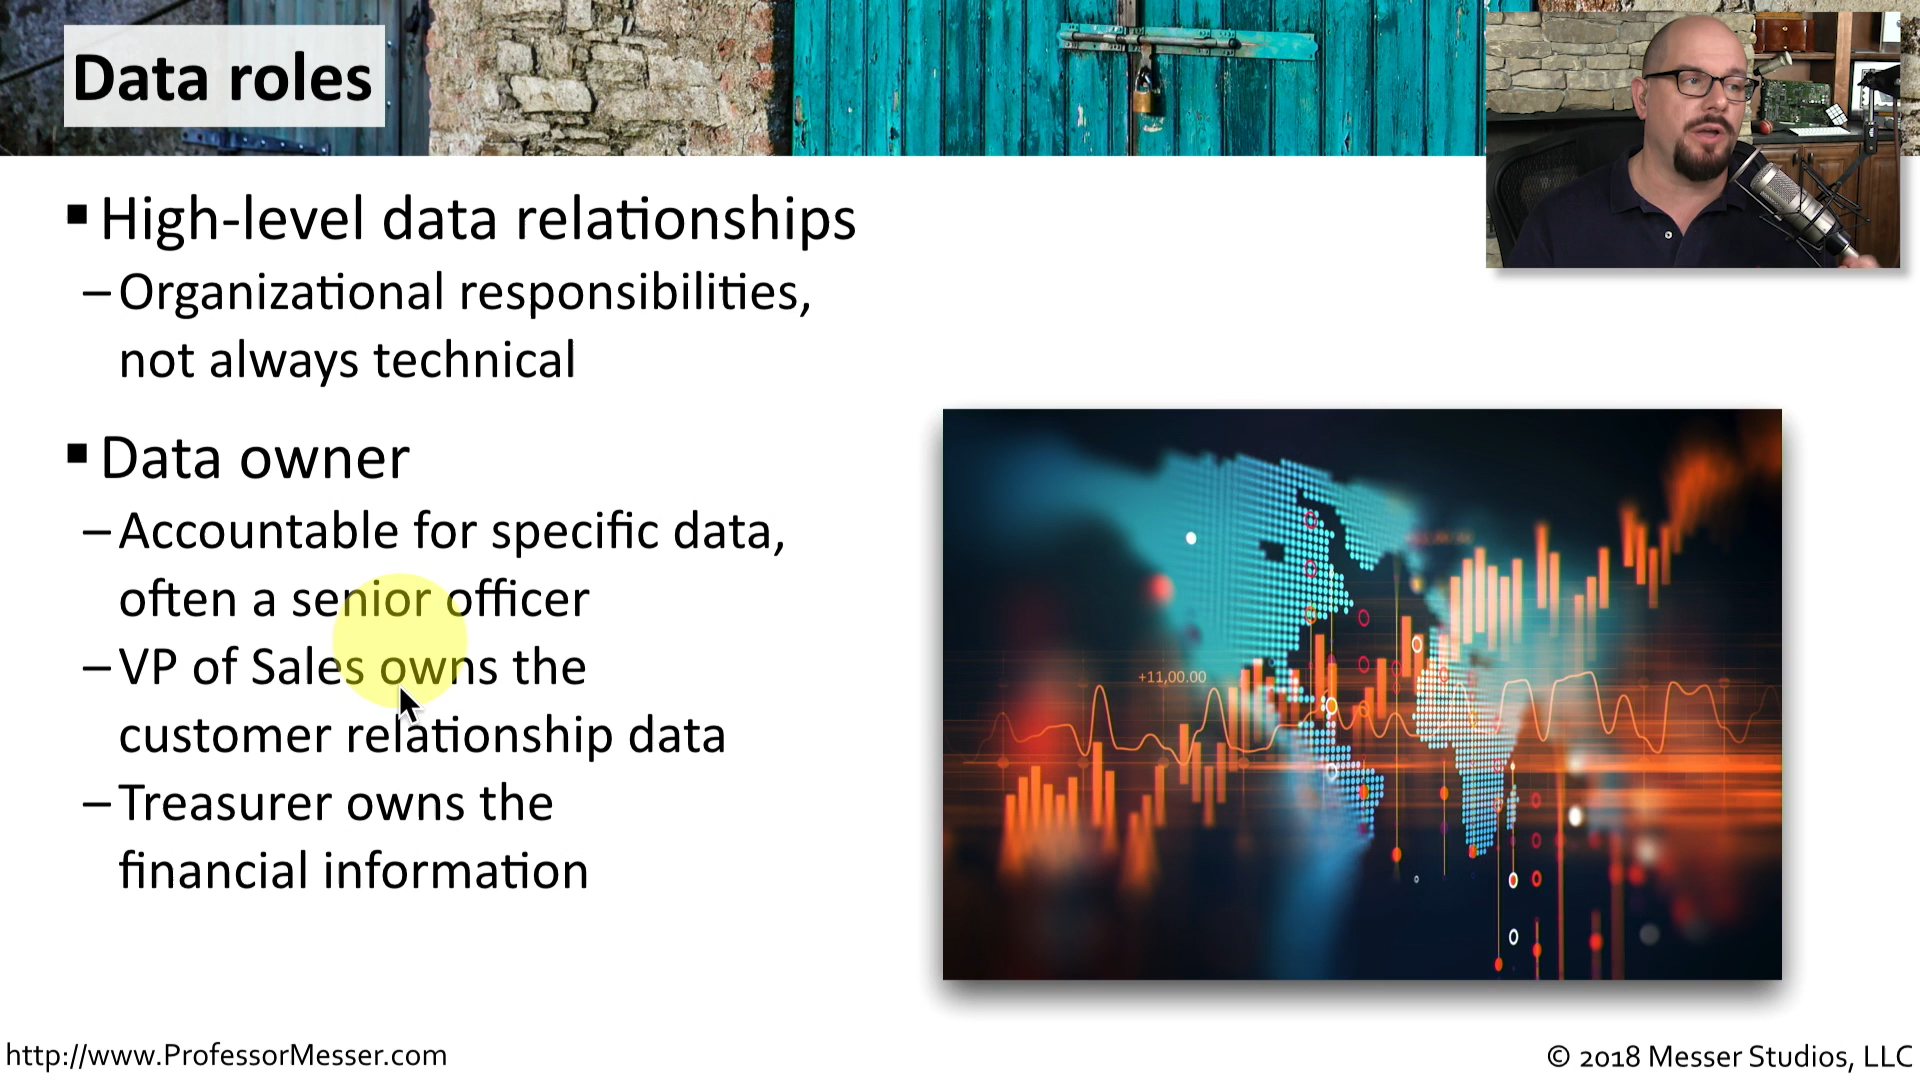 Data roles
▪ High-level data relationships
– Organizational responsibilities,
not always technical
▪ Data owner
– Accountable for specific data,
often a senior officer
– VP of Sales owns the
customer relationship data
– Treasurer owns the
financial information
+11,00.00
http://www.ProfessorMesser.com
© 2018 Messer Studios, LLC